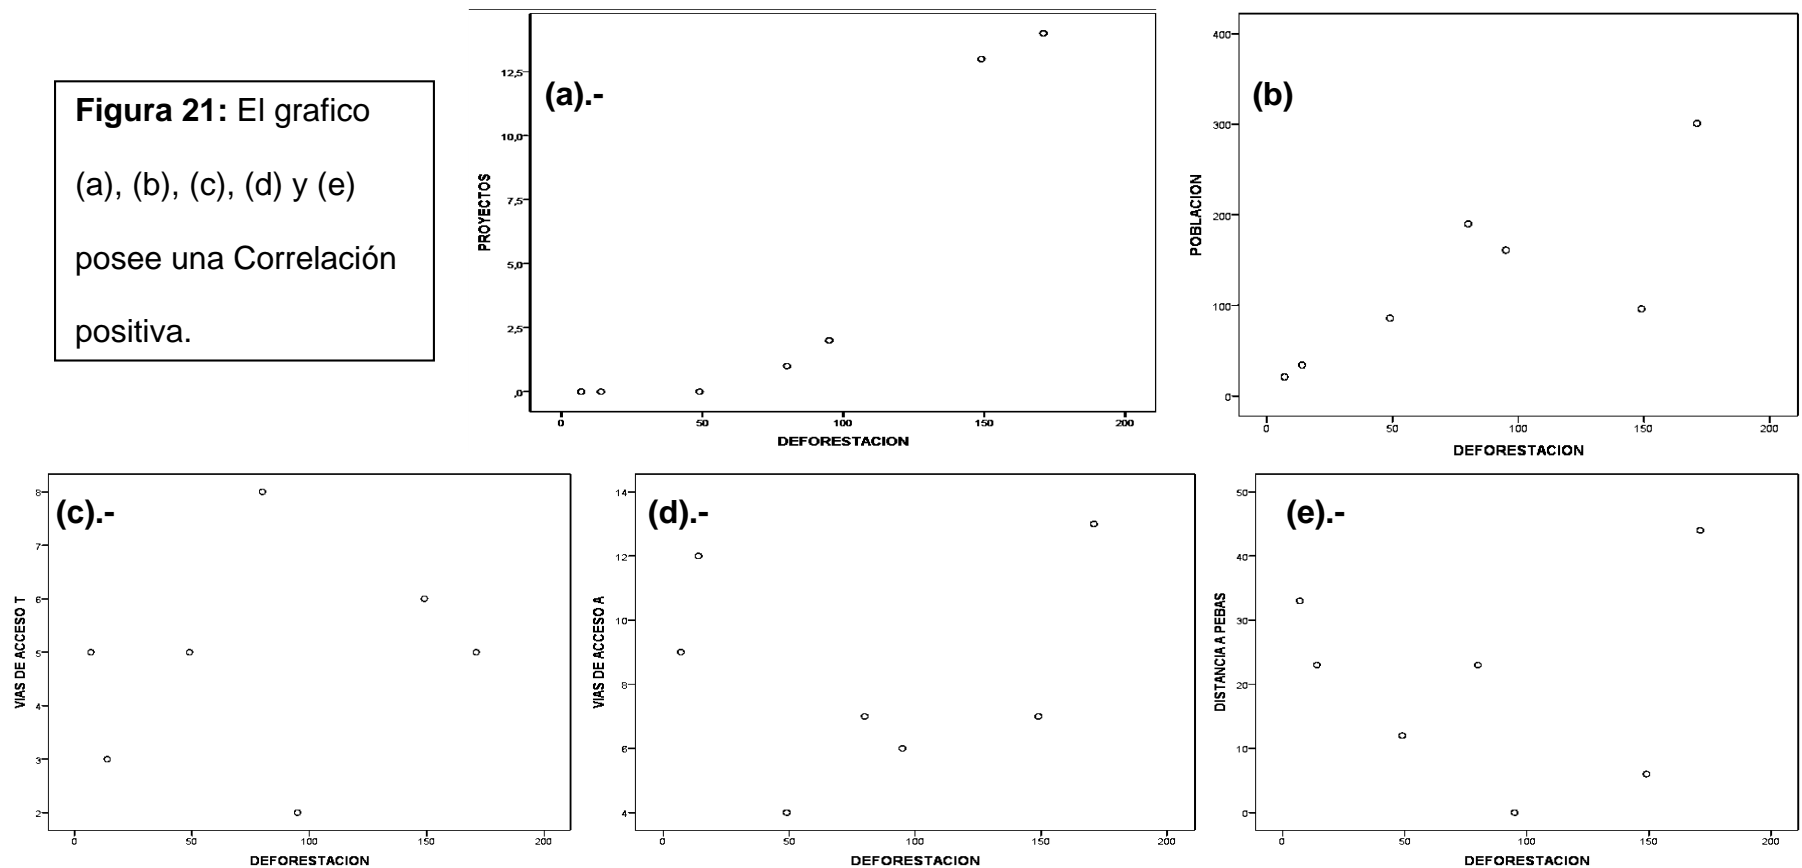 Figura 21: El grafico
(a), (b), (c), (d) y (e)
posee una Correlación
positiva.
(a).-
PROYECTOS
12,5
10,0
7,5
5,0
2,5
,0
0 50 100 150 200
DEFORESTACION
(b)
POBLACION
400
300
200
100
0
0 50 100 150 200
DEFORESTACION
(c).-
VIAS DE ACCESO T
8
7
6
5
4
3
2
0 50 100 150 200
DEFORESTACION
(d).-
VIAS DE ACCESO A
14
12
10
8
6
4
0 50 100 150 200
DEFORESTACION
(e).-
DISTANCIA A PEBAS
50
40
30
20
10
0
0 50 100 150 200
DEFORESTACION